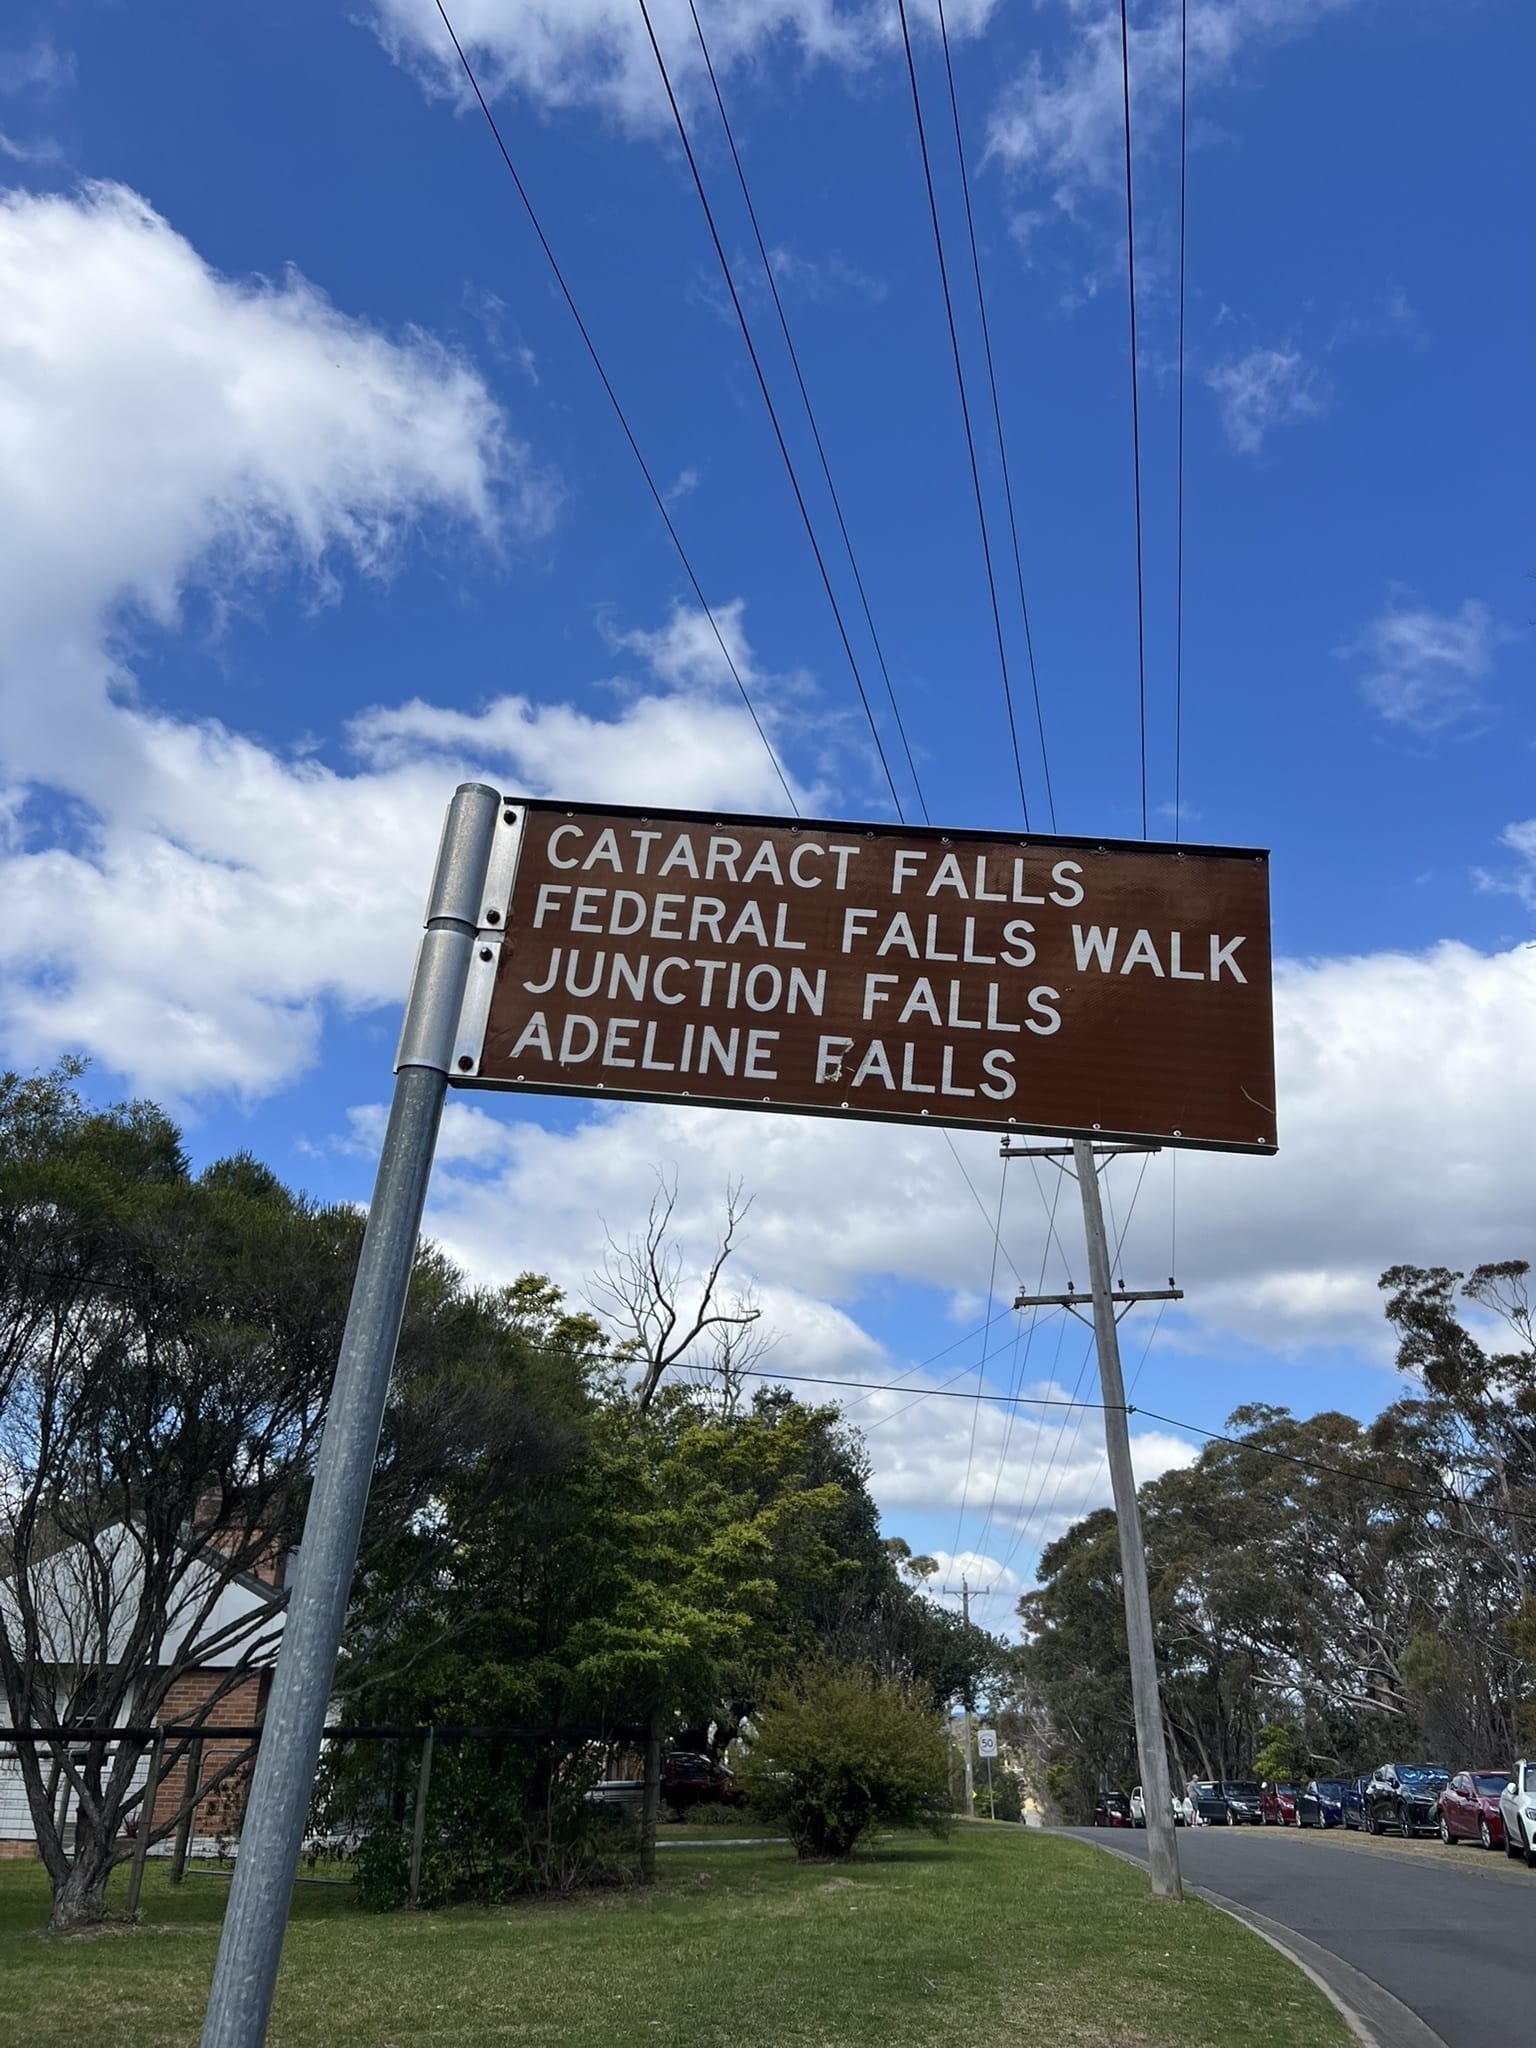 CATARACT FALLS
FEDERAL FALLS WALK
JUNCTION FALLS
ADELINE FALLS
50